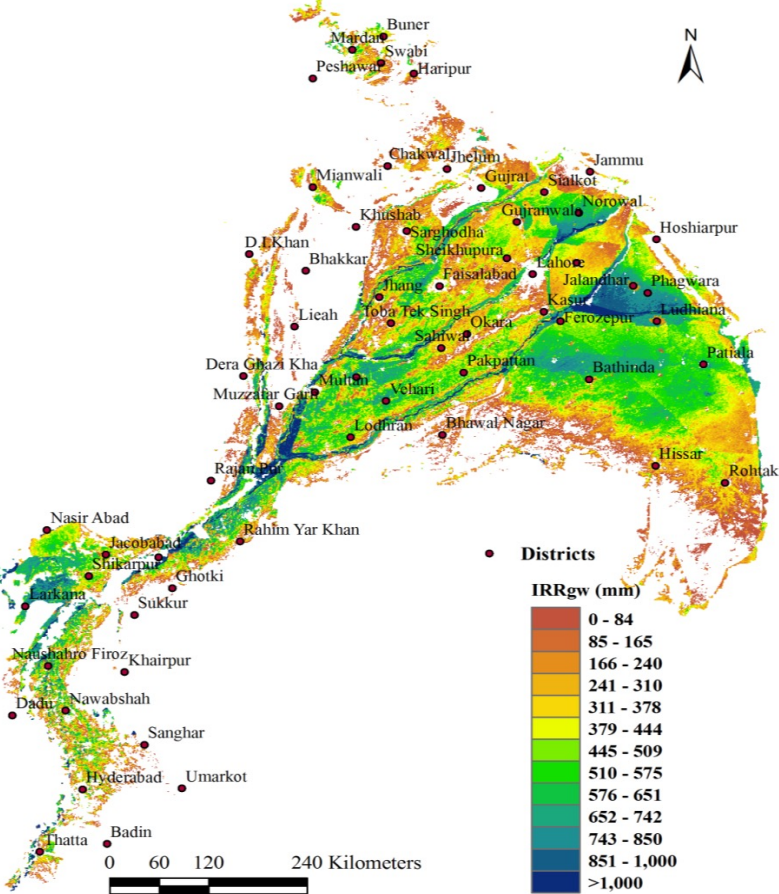 Buner
Mardan
Swabi
Peshawar
Haripur
N
Chakwal
Jhelum
Jammu
Mianwali
Gujrat
Sialkot
Khushab
Gujranwala
Norowal
Sarghodha
Hoshiarpur
D.I.Khan
Sheikhupura
Lahore
Bhakkar
Faisalabad
Jalandhar
Phagwara
Jhang
Kasur
Lieah
Toba Tek Singh
Okara
Ferozepur
Ludhiana
Sahiwal
Dera Ghazi Kha
Pakpattan
Patiala
Multan
Bathinda
Muzzafar Garh
Vehari
Lodhran
Bhawal Nagar
Hissar
Rajan Pur
Rohtak
Nasir Abad
Rahim Yar Khan
Jacobabad
Districts
Shikarpur
Ghotki
IRRgw (mm)
Larkana
Sukkur
0 - 84
85 - 165
Naushahro Firoz
Khairpur
166 - 240
241 - 310
Dadu
Nawabshah
311 - 378
Sanghar
379 - 444
445 - 509
Hyderabad
Umarkot
510 - 575
576 - 651
652 - 742
Badin
743 - 850
Thatta
851 - 1,000
0 60 120 240 Kilometers
>1,000